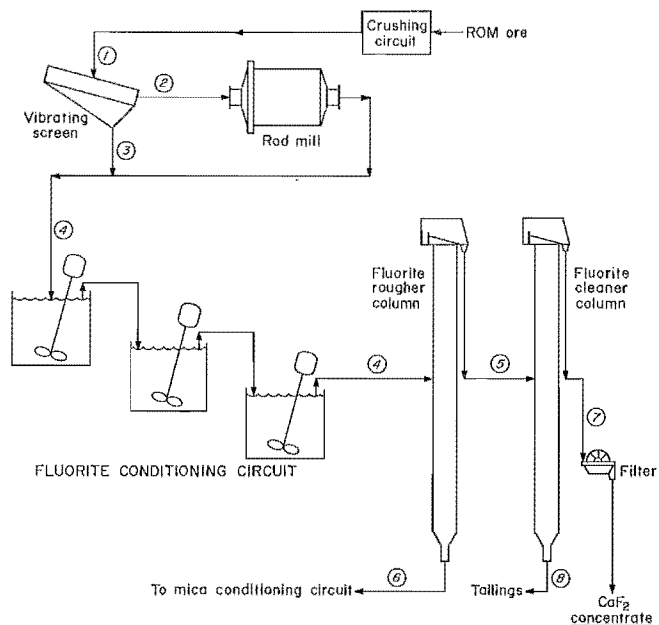 Crushing
circuit
ROM ore
1
2
Vibrating
screen
Rod mill
3
4
Fluorite
rougher
column
Fluorite
cleaner
column
4
5
7
FLUORITE CONDITIONING CIRCUIT
Filter
To mica conditioning circuit
6
Tailings
8
CaF2
concentrate